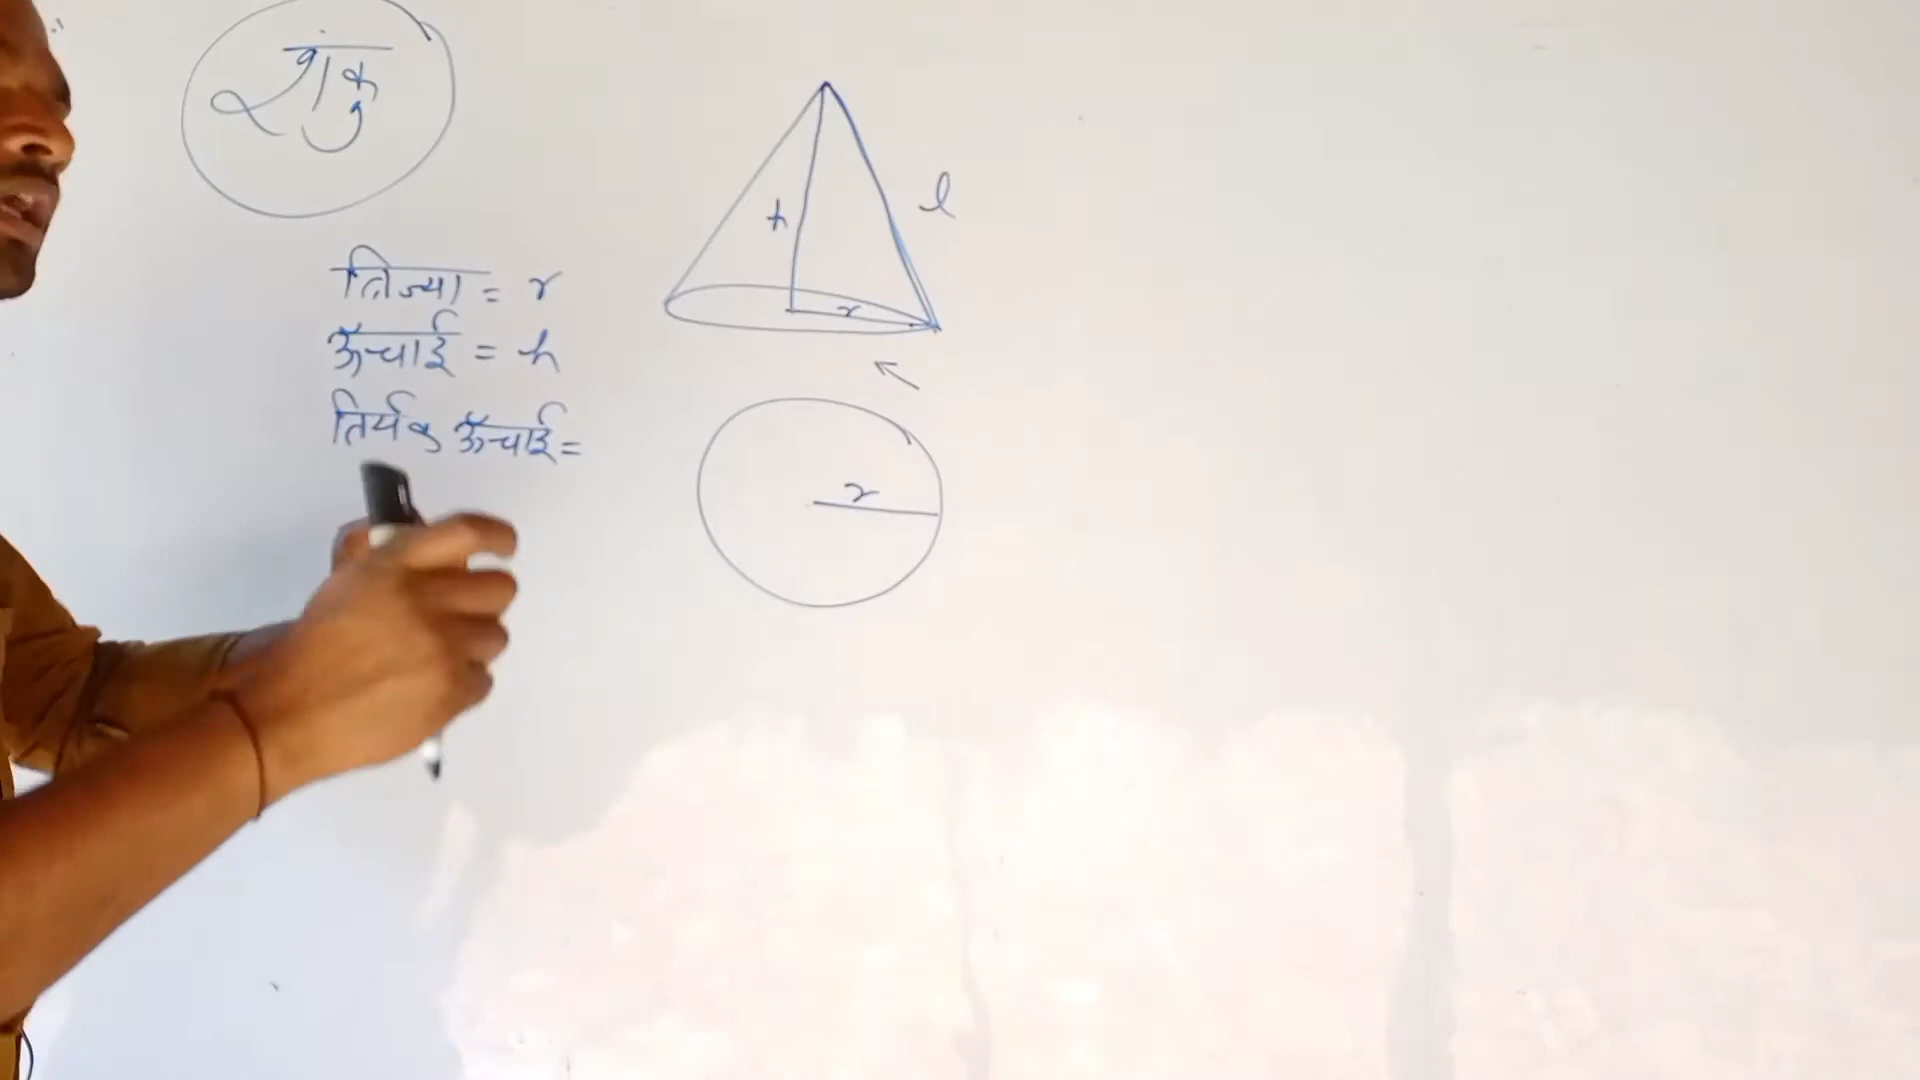 शंकु
त्रिज्या = r
ऊँचाई = h
तिर्यक ऊँचाई =
h
l
r
r